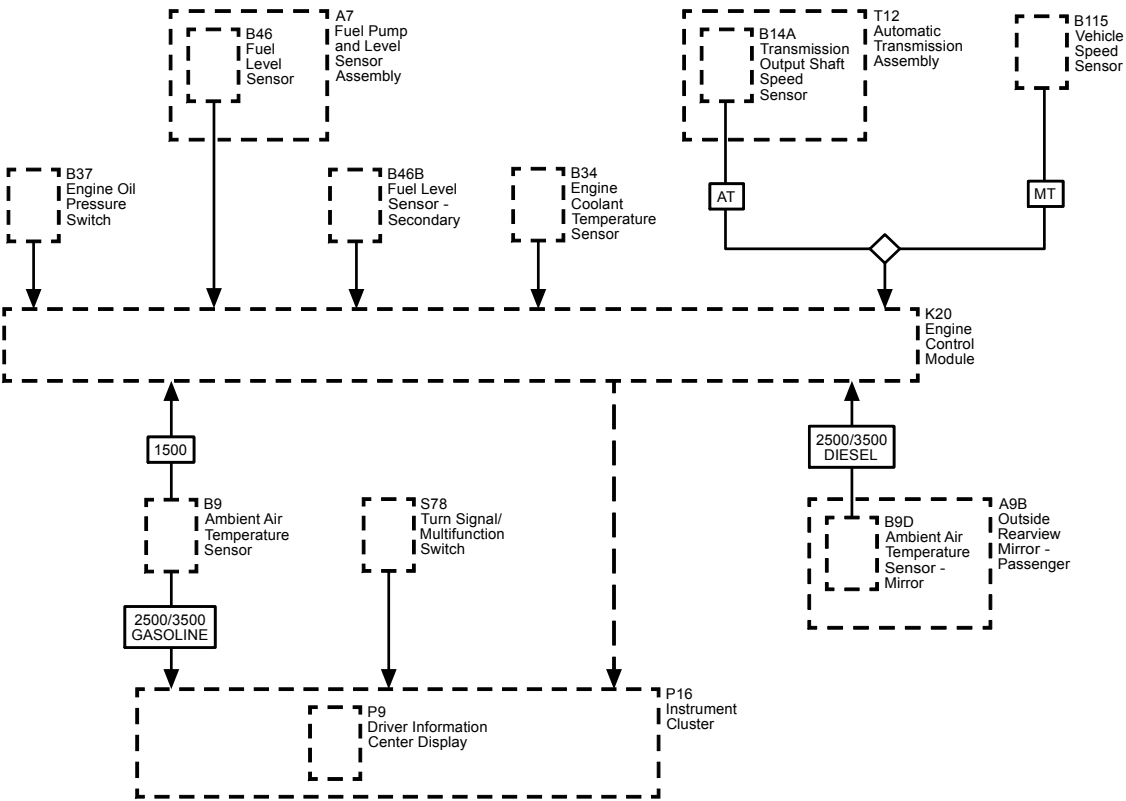 A7
Fuel Pump
and Level
Sensor
Assembly
B46
Fuel
Level
Sensor
T12
Automatic
Transmission
Assembly
B14A
Transmission
Output Shaft
Speed
Sensor
B115
Vehicle
Speed
Sensor
B37
Engine Oil
Pressure
Switch
B46B
Fuel Level
Sensor -
Secondary
B34
Engine
Coolant
Temperature
Sensor
AT
MT
K20
Engine
Control
Module
1500
2500/3500
DIESEL
B9
Ambient Air
Temperature
Sensor
S78
Turn Signal/
Multifunction
Switch
B9D
Ambient Air
Temperature
Sensor -
Mirror
A9B
Outside
Rearview
Mirror -
Passenger
2500/3500
GASOLINE
P16
Instrument
Cluster
P9
Driver Information
Center Display